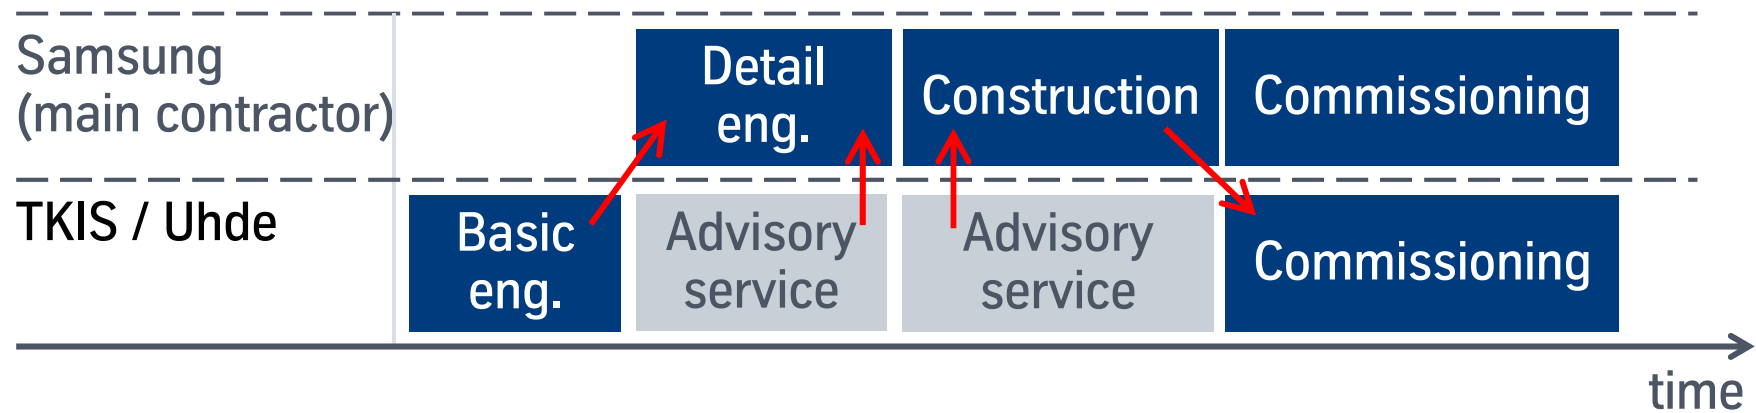 Samsung
(main contractor)
Detail
eng.
Construction
Commissioning
TKIS / Uhde
Basic
eng.
Advisory
service
Advisory
service
Commissioning
time